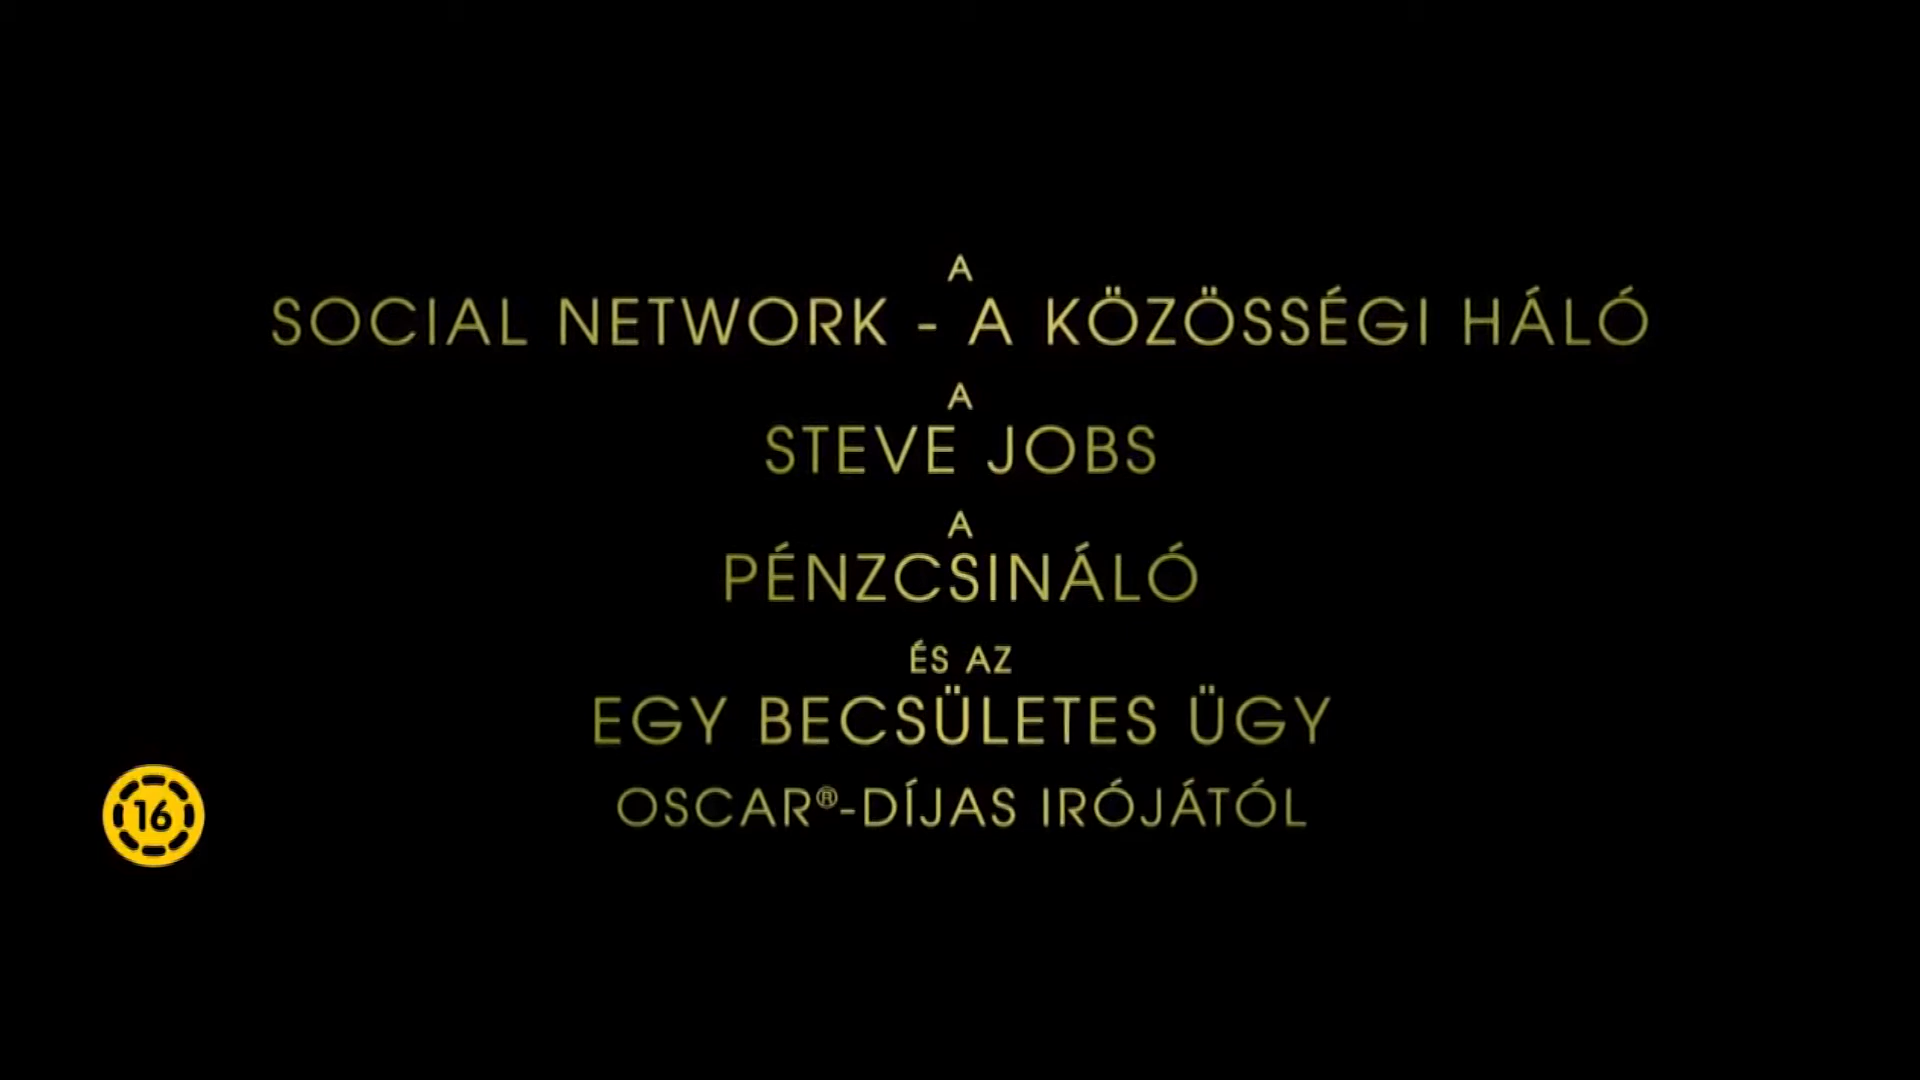 A
SOCIAL NETWORK - A KÖZÖSSÉGI HÁLÓ
A
STEVE JOBS
A
PÉNZCSINÁLÓ
ÉS AZ
EGY BECSÜLETES ÜGY
OSCAR®-DÍJAS IRÓJÁTÓL
16